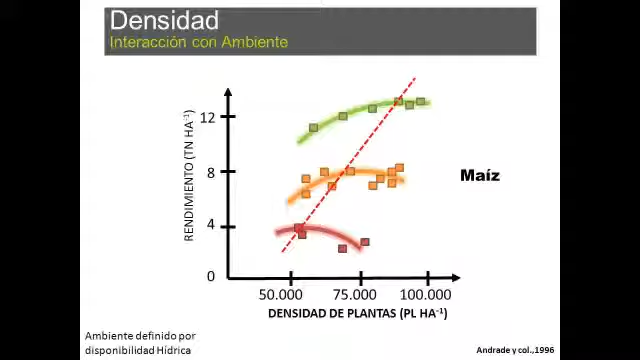 Densidad
Interacción con Ambiente
RENDIMIENTO (TN HA⁻¹)
12
8
4
0
Maíz
50.000 75.000 100.000
DENSIDAD DE PLANTAS (PL HA⁻¹)
Ambiente definido por
disponibilidad Hídrica
Andrade y col.,1996